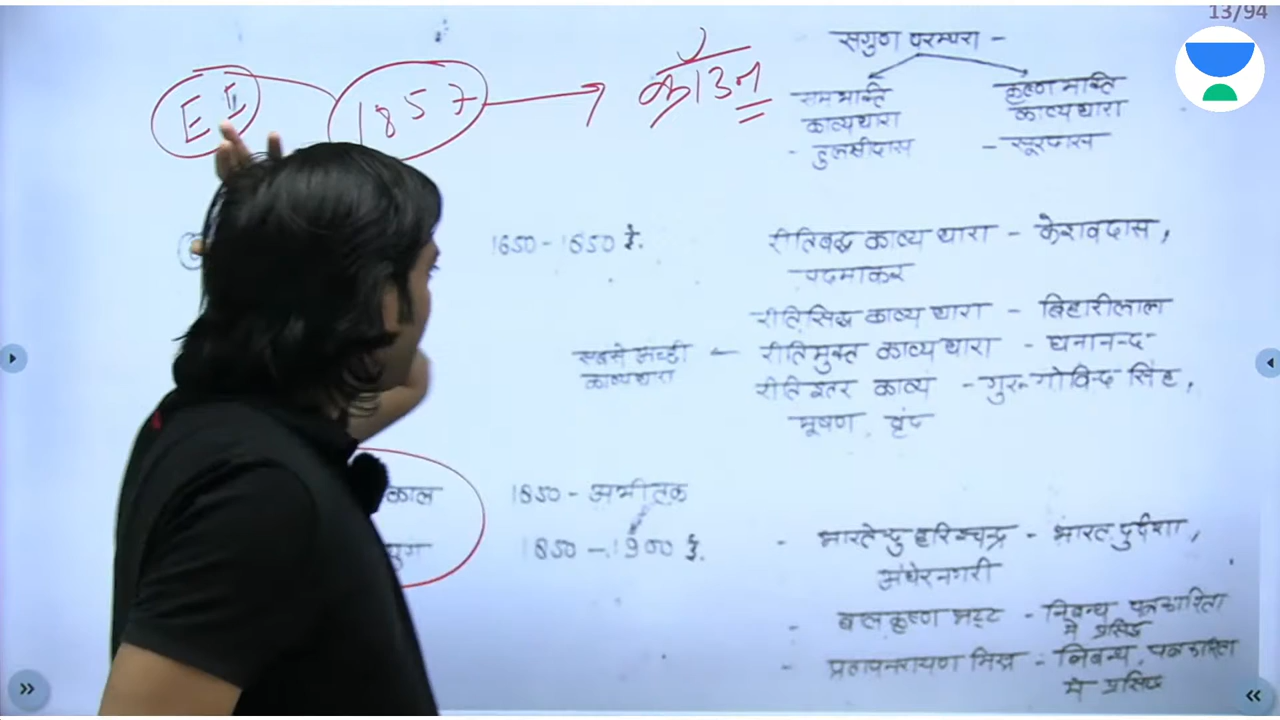 13/94
सगुण परम्परा -
EI 1857 → क्रॉउन
रामभक्ति काव्यधारा
- तुलसीदास
कृष्ण भक्ति काव्य धारा
- सूरदास
1650 - 1850 ई. रीतिबद्ध काव्य धारा - केशवदास,
पदमाकर
रीतिसिद्ध काव्य धारा - बिहारीलाल
सबसे अच्छी काव्यधारा ← रीतिमुक्त काव्य धारा - घनानन्द
रीति इतर काव्य - गुरु गोविन्द सिंह,
भूषण, वृंद
काल 1850 - अभी तक
युग 1850 - 1900 ई. - भारतेन्दु हरिश्चन्द्र - भारत दुर्दशा,
अंधेरनगरी
- बालकृष्ण भट्ट - निबन्ध, पत्रकारिता
में प्रसिद्ध
- प्रतापनारायण मिश्र - निबन्ध, पत्रकारिता
में प्रसिद्ध